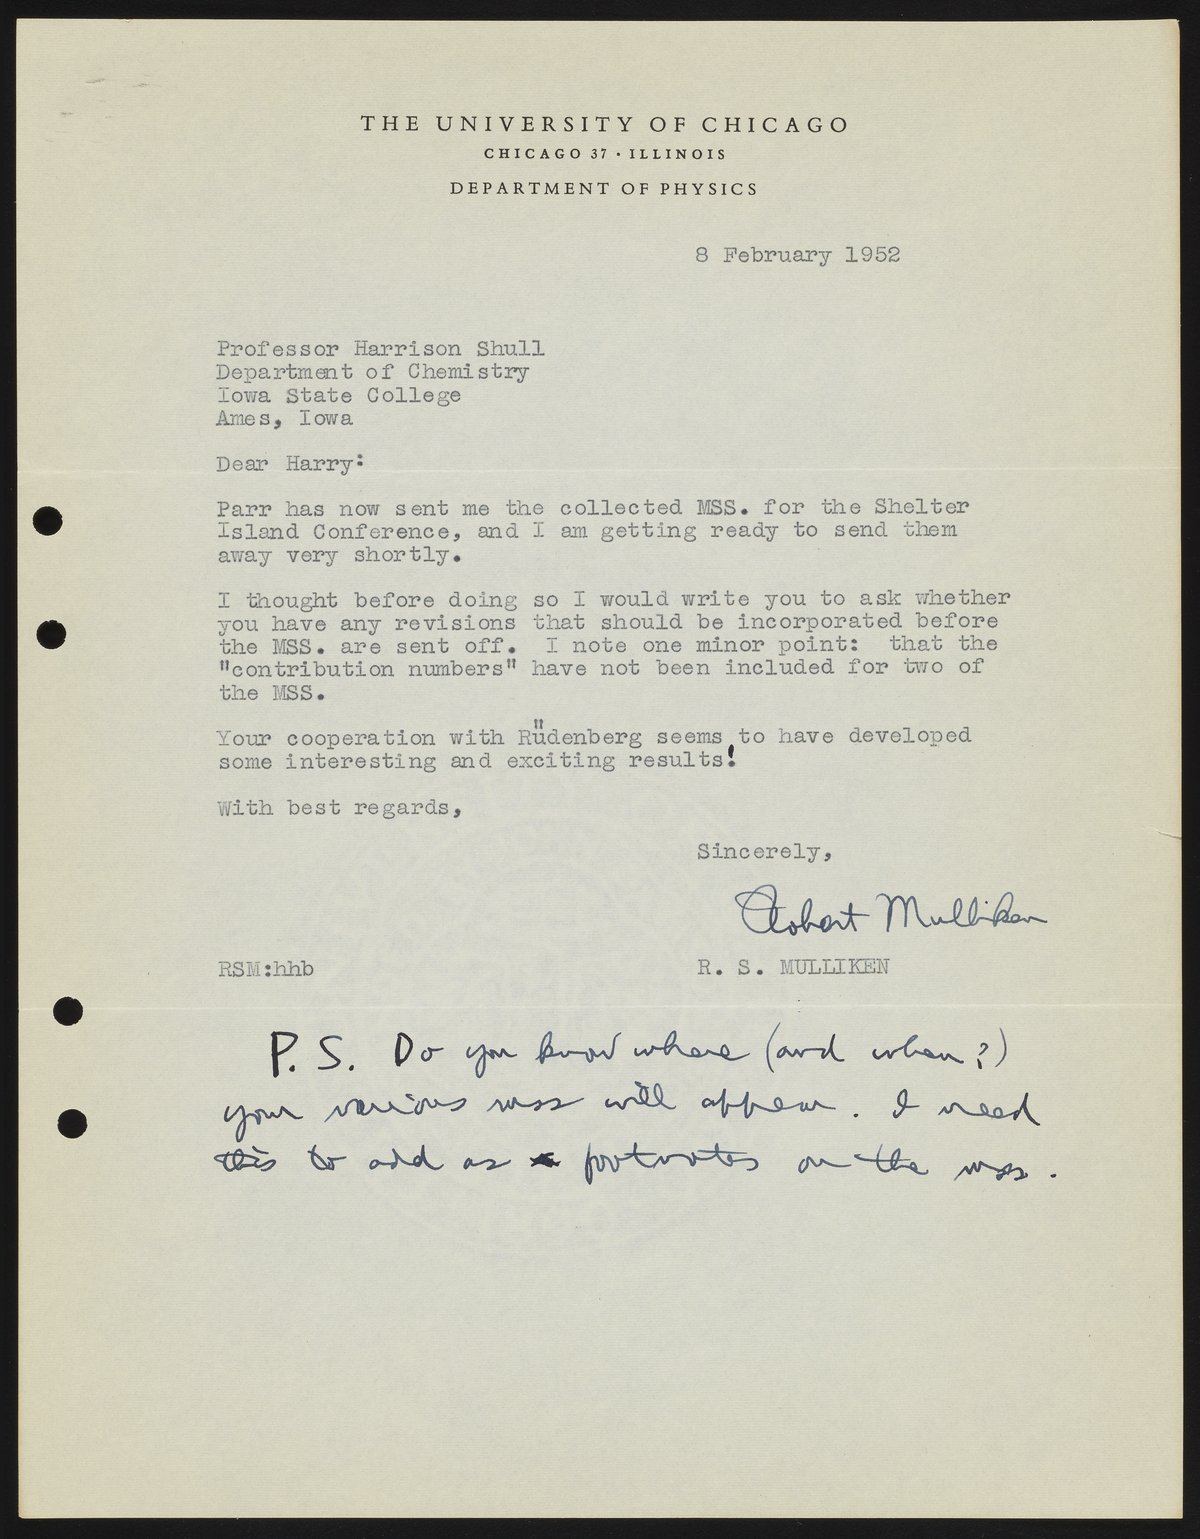 THE UNIVERSITY OF CHICAGO
CHICAGO 37 · ILLINOIS
DEPARTMENT OF PHYSICS
8 February 1952
Professor Harrison Shull
Department of Chemistry
Iowa State College
Ames, Iowa
Dear Harry:
Parr has now sent me the collected MSS. for the Shelter
Island Conference, and I am getting ready to send them
away very shortly.
I thought before doing so I would write you to ask whether
you have any revisions that should be incorporated before
the MSS. are sent off.  I note one minor point:  that the
"contribution numbers" have not been included for two of
the MSS.
Your cooperation with Rüdenberg seems to have developed
some interesting and exciting results!
With best regards,
Sincerely,
Robert Mulliken
RSM:hhb
R. S. MULLIKEN
P.S. Do you know where (and when?)
your various mss will appear. I need
this to add as footnotes on the mss.